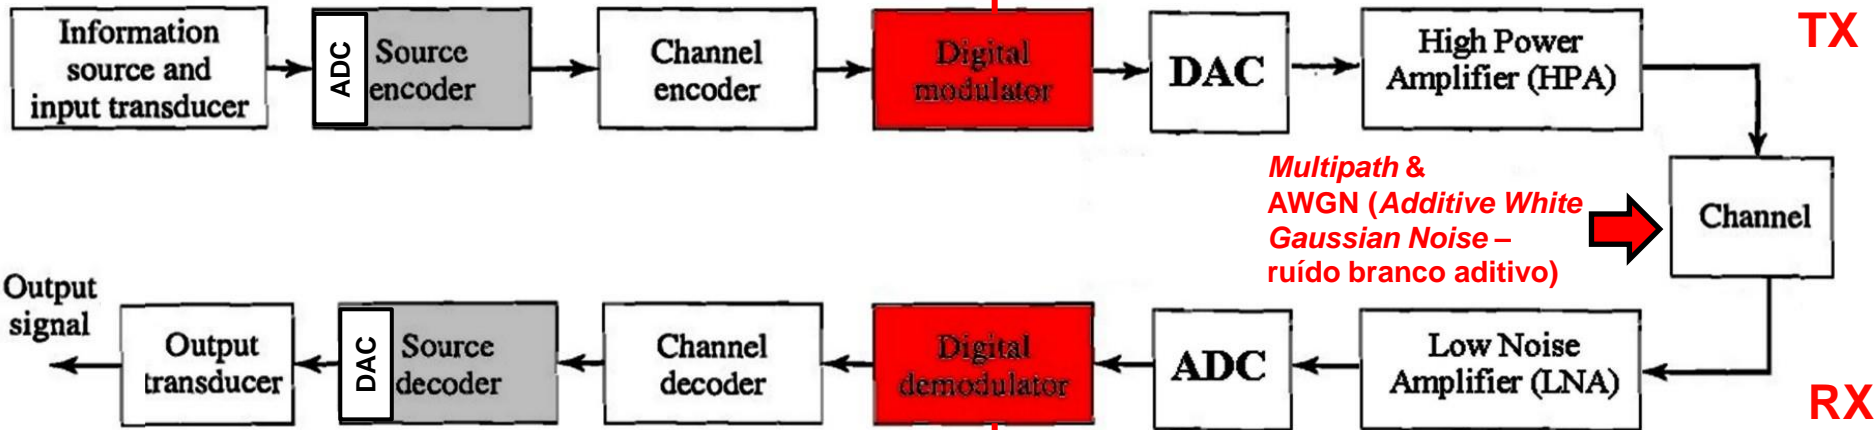 TX
Information
source and
input transducer
ADC
Source
encoder
Channel
encoder
Digital
modulator
DAC
High Power
Amplifier (HPA)
Multipath &
AWGN (Additive White
Gaussian Noise –
ruído branco aditivo)
Channel
Output
signal
Output
transducer
DAC
Source
decoder
Channel
decoder
Digital
demodulator
ADC
Low Noise
Amplifier (LNA)
RX